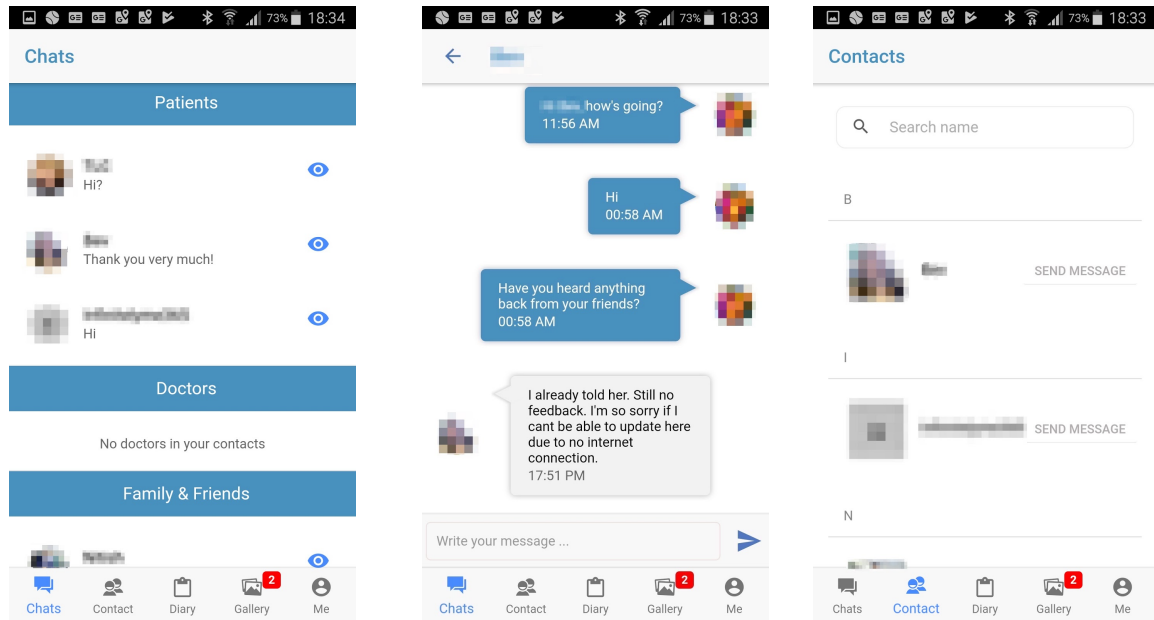 73% 18:34
Chats
Patients
Hi?
Thank you very much!
Hi
Doctors
No doctors in your contacts
Family & Friends
Chats Contact Diary 2 Gallery Me
73% 18:33
how's going?
11:56 AM
Hi
00:58 AM
Have you heard anything
back from your friends?
00:58 AM
I already told her. Still no
feedback. I'm so sorry if I
cant be able to update here
due to no internet
connection.
17:51 PM
Write your message ...
Chats Contact Diary 2 Gallery Me
73% 18:33
Contacts
Search name
B
SEND MESSAGE
I
SEND MESSAGE
N
Chats Contact Diary 2 Gallery Me